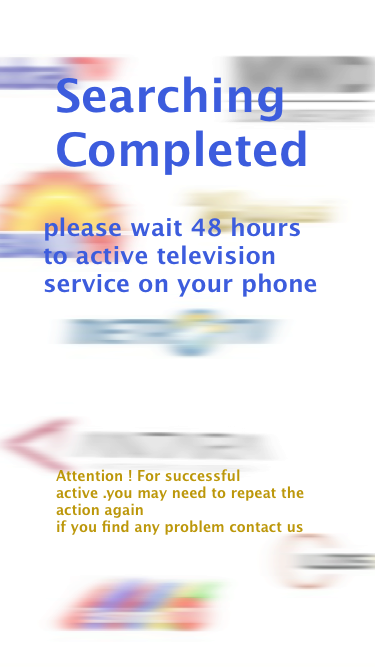 Searching
Completed
please wait 48 hours
to active television
service on your phone
Attention ! For successful
active .you may need to repeat the
action again
if you find any problem contact us